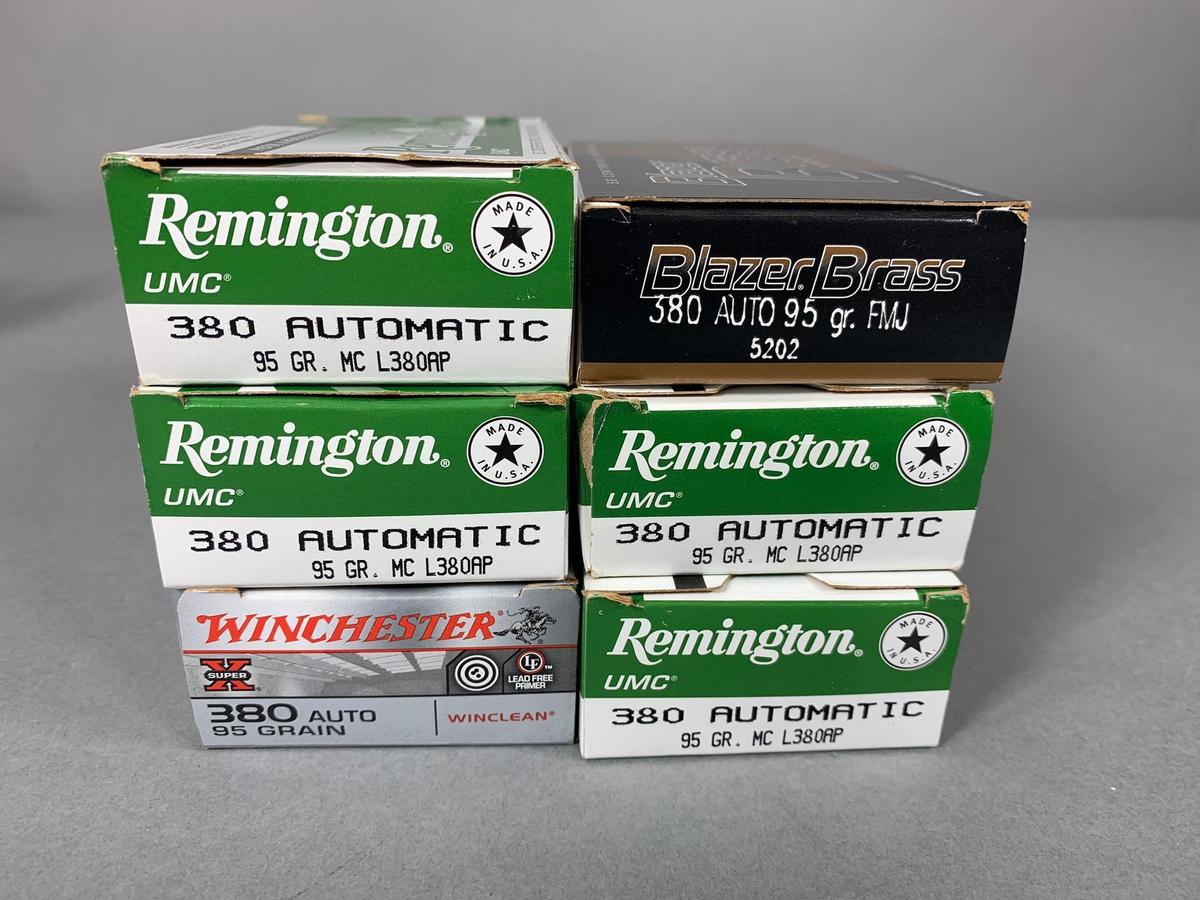 Remington®
UMC®
MADE
IN U.S.A.
380 AUTOMATIC
95 GR. MC L380AP
Blazer® Brass
380 AUTO 95 gr. FMJ
5202
Remington®
UMC®
MADE
IN U.S.A.
380 AUTOMATIC
95 GR. MC L380AP
Remington®
UMC®
MADE
IN U.S.A.
380 AUTOMATIC
95 GR. MC L380AP
WINCHESTER
SUPER X®
LF™
LEAD FREE
PRIMER
380 AUTO
95 GRAIN
WINCLEAN®
Remington®
UMC®
MADE
IN U.S.A.
380 AUTOMATIC
95 GR. MC L380AP